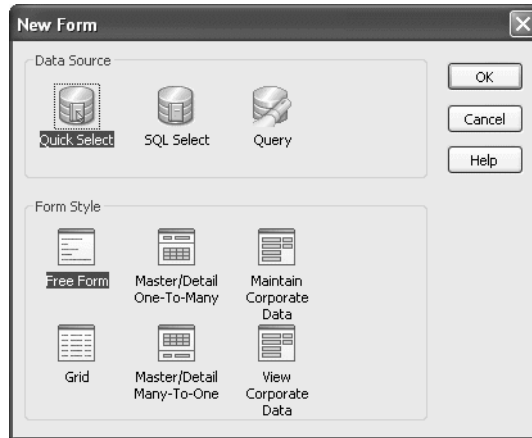 New Form
Data Source
Quick Select
SQL Select
Query
OK
Cancel
Help
Form Style
Free Form
Master/Detail
One-To-Many
Maintain
Corporate
Data
Grid
Master/Detail
Many-To-One
View
Corporate
Data